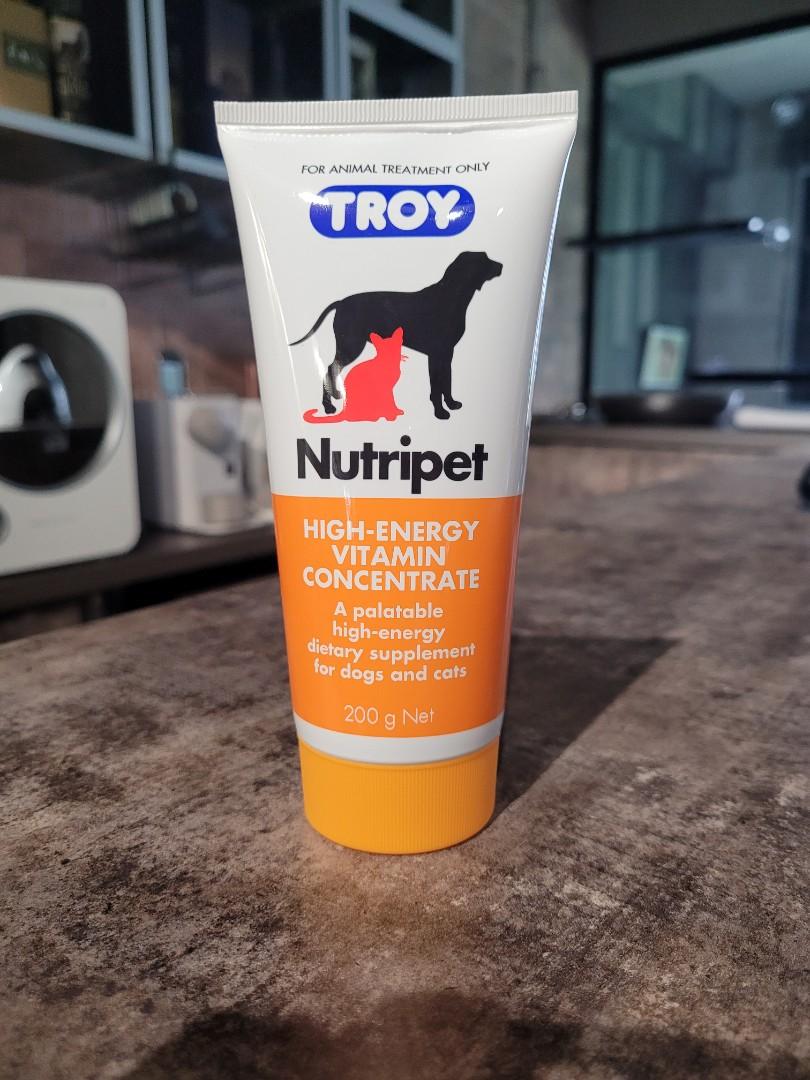 FOR ANIMAL TREATMENT ONLY
TROY
Nutripet
HIGH-ENERGY
VITAMIN
CONCENTRATE
A palatable
high-energy
dietary supplement
for dogs and cats
200 g Net